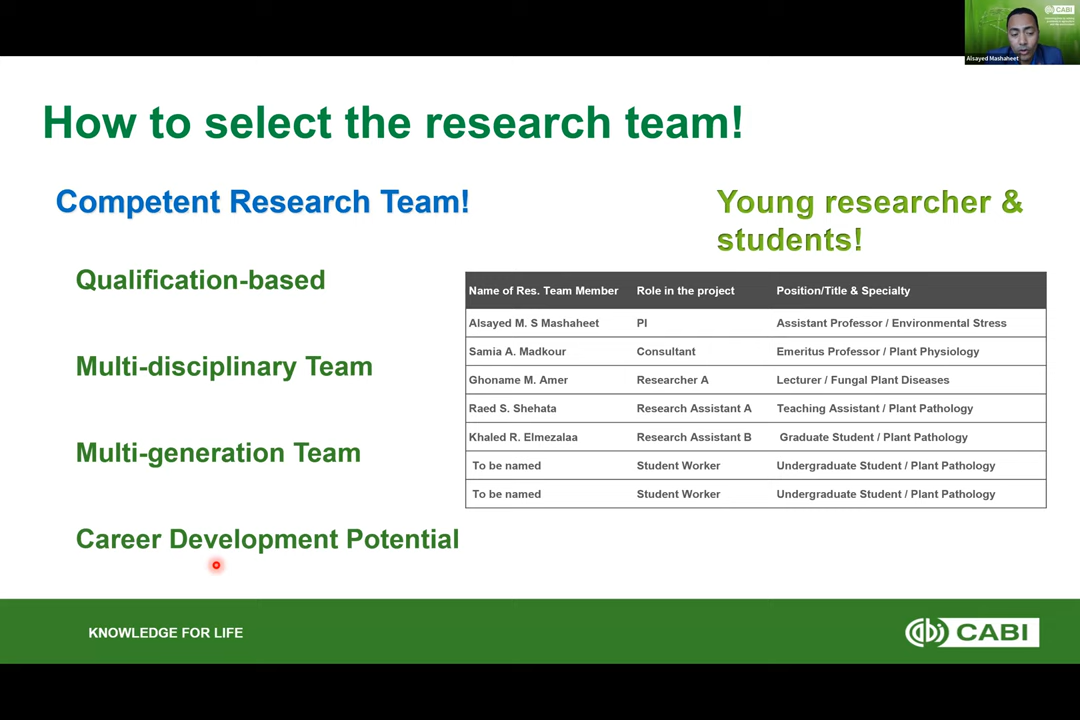 CABI
Alsayed Mashaheet
How to select the research team!
Competent Research Team!
Young researcher &
students!
Qualification-based
Multi-disciplinary Team
Multi-generation Team
Career Development Potential
Name of Res. Team Member Role in the project Position/Title & Specialty
Alsayed M. S Mashaheet PI Assistant Professor / Environmental Stress
Samia A. Madkour Consultant Emeritus Professor / Plant Physiology
Ghoname M. Amer Researcher A Lecturer / Fungal Plant Diseases
Raed S. Shehata Research Assistant A Teaching Assistant / Plant Pathology
Khaled R. Elmezalaa Research Assistant B Graduate Student / Plant Pathology
To be named Student Worker Undergraduate Student / Plant Pathology
To be named Student Worker Undergraduate Student / Plant Pathology
KNOWLEDGE FOR LIFE
CABI